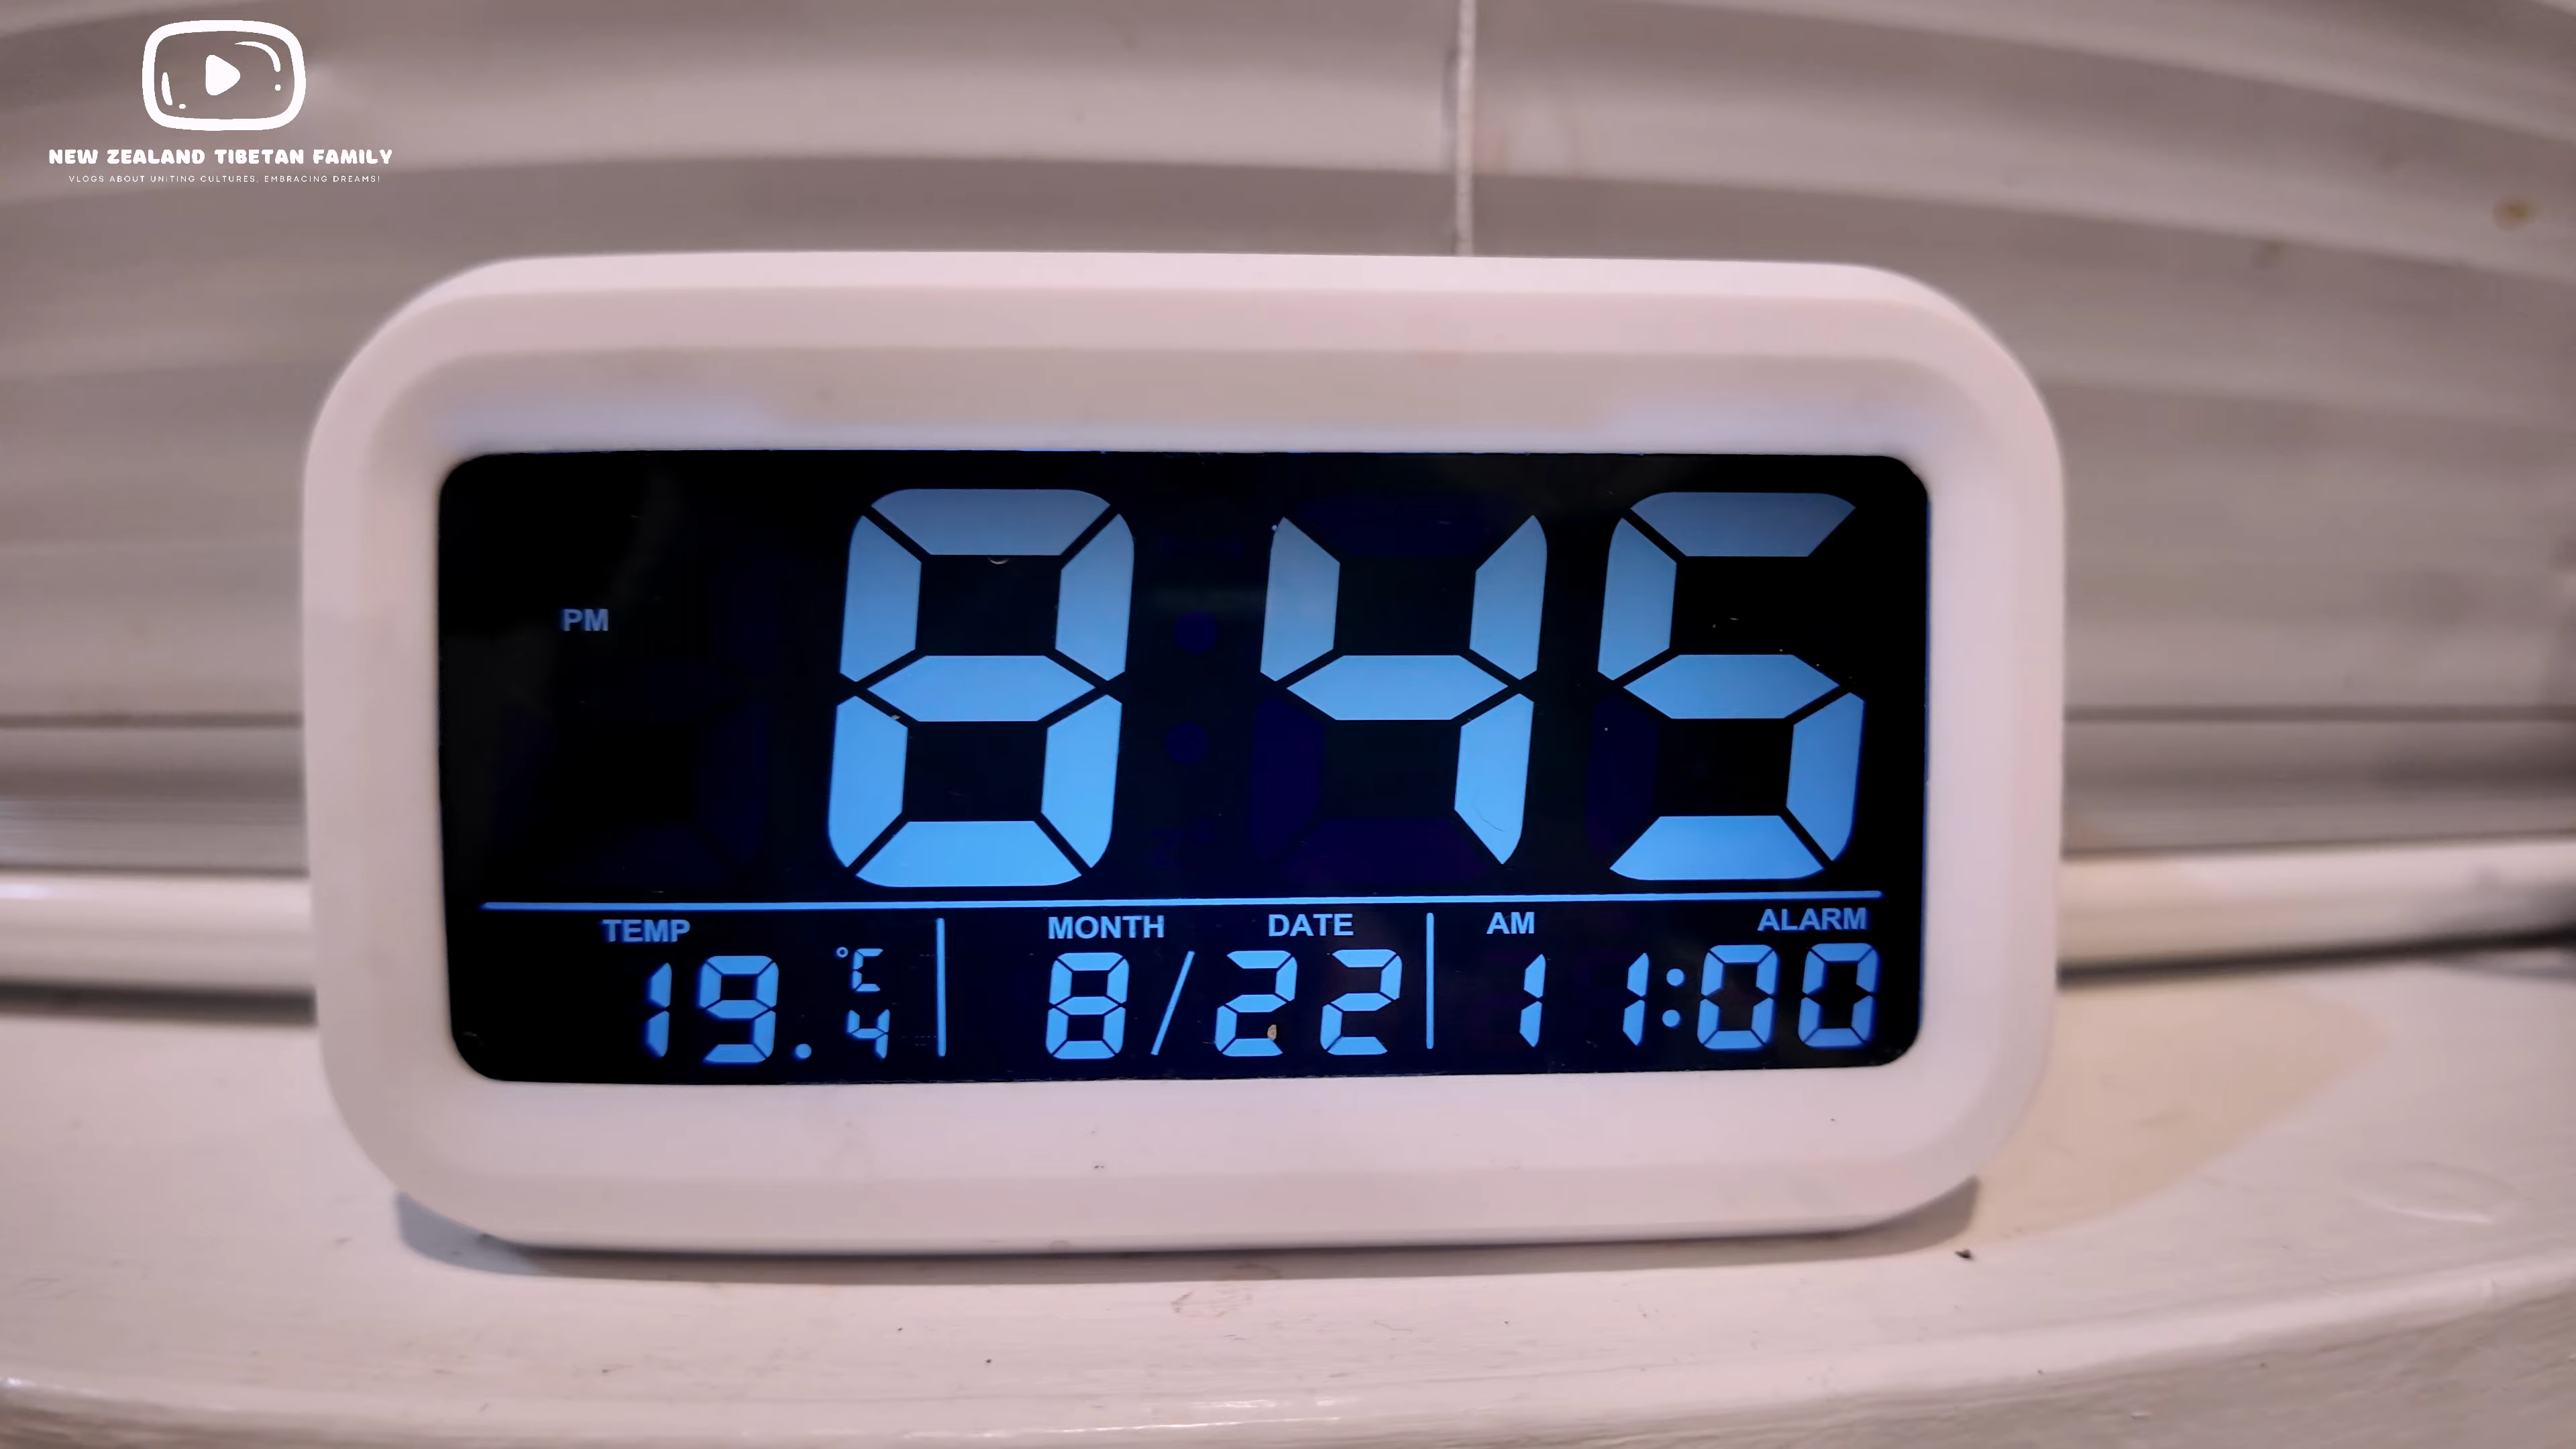 NEW ZEALAND TIBETAN FAMILY
VLOGS ABOUT UNITING CULTURES, EMBRACING DREAMS!
PM 8:45
TEMP MONTH DATE AM ALARM
19.4 °C 8/22 11:00